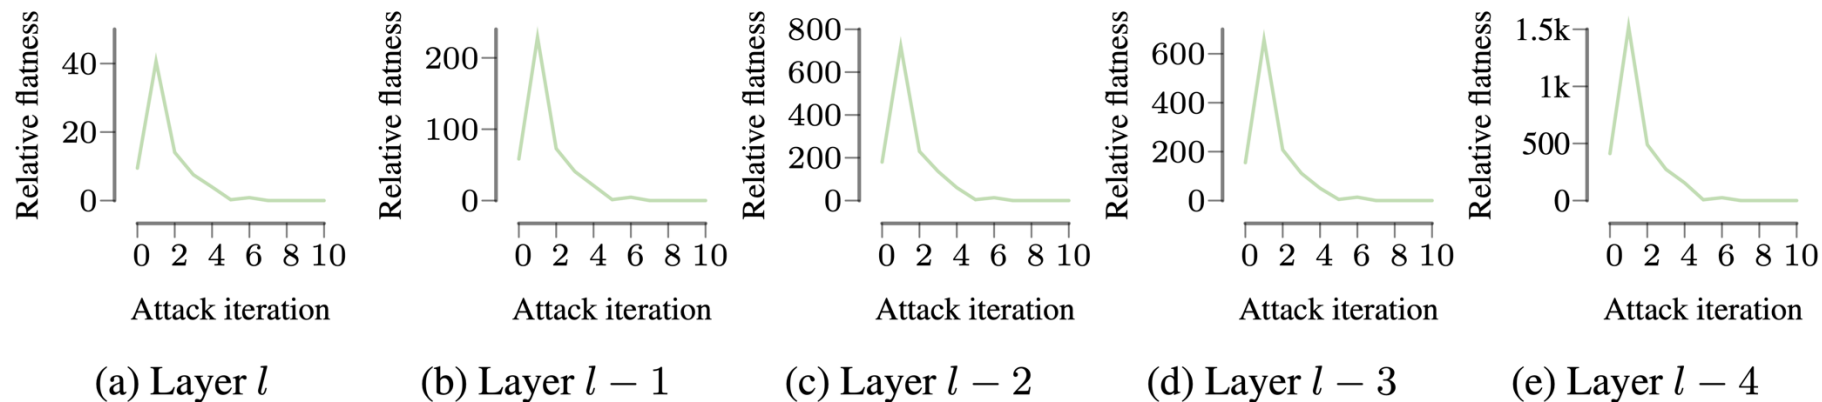 Relative flatness
40
20
0
0 2 4 6 8 10
Attack iteration
(a) Layer l
Relative flatness
200
100
0
0 2 4 6 8 10
Attack iteration
(b) Layer l − 1
Relative flatness
800
600
400
200
0
0 2 4 6 8 10
Attack iteration
(c) Layer l − 2
Relative flatness
600
400
200
0
0 2 4 6 8 10
Attack iteration
(d) Layer l − 3
Relative flatness
1.5k
1k
500
0
0 2 4 6 8 10
Attack iteration
(e) Layer l − 4